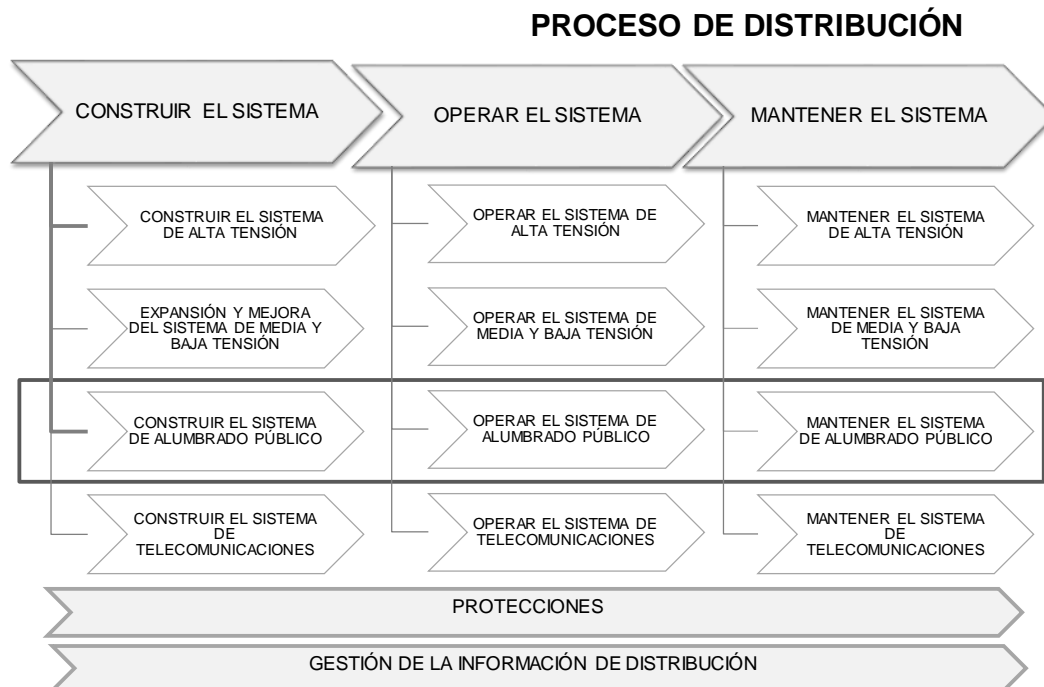 PROCESO DE DISTRIBUCIÓN
CONSTRUIR EL SISTEMA
OPERAR EL SISTEMA
MANTENER EL SISTEMA
CONSTRUIR EL SISTEMA
DE ALTA TENSIÓN
OPERAR EL SISTEMA DE
ALTA TENSIÓN
MANTENER EL SISTEMA
DE ALTA TENSIÓN
EXPANSIÓN Y MEJORA
DEL SISTEMA DE MEDIA Y
BAJA TENSIÓN
OPERAR EL SISTEMA DE
MEDIA Y BAJA TENSIÓN
MANTENER EL SISTEMA
DE MEDIA Y BAJA
TENSIÓN
CONSTRUIR EL SISTEMA
DE ALUMBRADO PÚBLICO
OPERAR EL SISTEMA DE
ALUMBRADO PÚBLICO
MANTENER EL SISTEMA
DE ALUMBRADO PÚBLICO
CONSTRUIR EL SISTEMA
DE
TELECOMUNICACIONES
OPERAR EL SISTEMA DE
TELECOMUNICACIONES
MANTENER EL SISTEMA
DE
TELECOMUNICACIONES
PROTECCIONES
GESTIÓN DE LA INFORMACIÓN DE DISTRIBUCIÓN